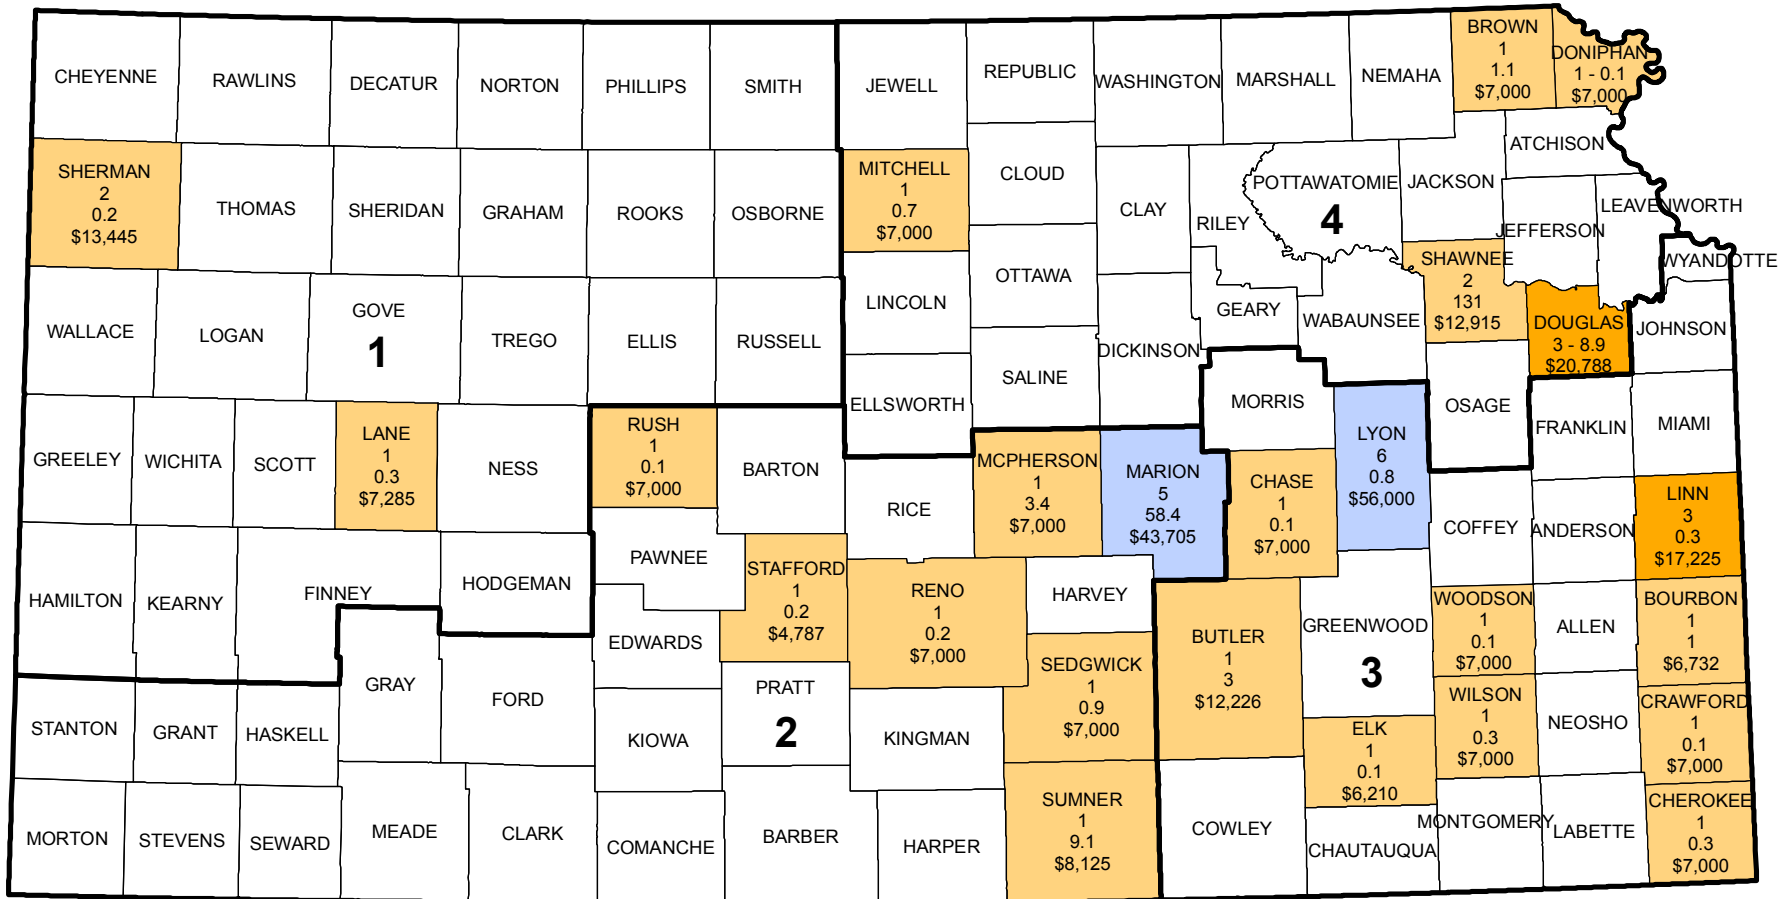 CHEYENNE
RAWLINS
DECATUR
NORTON
PHILLIPS
SMITH
JEWELL
REPUBLIC
WASHINGTON
MARSHALL
NEMAHA
BROWN
1
1.1
$7,000
DONIPHAN
1 - 0.1
$7,000
ATCHISON
SHERMAN
2
0.2
$13,445
THOMAS
SHERIDAN
GRAHAM
ROOKS
OSBORNE
MITCHELL
1
0.7
$7,000
CLOUD
CLAY
RILEY
POTTAWATOMIE
4
JACKSON
JEFFERSON
LEAVENWORTH
WYANDOTTE
WALLACE
LOGAN
GOVE
1
TREGO
ELLIS
RUSSELL
LINCOLN
OTTAWA
SALINE
DICKINSON
GEARY
WABAUNSEE
SHAWNEE
2
131
$12,915
DOUGLAS
3 - 8.9
$20,788
JOHNSON
GREELEY
WICHITA
SCOTT
LANE
1
0.3
$7,285
NESS
RUSH
1
0.1
$7,000
BARTON
ELLSWORTH
RICE
MCPHERSON
1
3.4
$7,000
MARION
5
58.4
$43,705
MORRIS
CHASE
1
0.1
$7,000
LYON
6
0.8
$56,000
OSAGE
FRANKLIN
MIAMI
COFFEY
ANDERSON
LINN
3
0.3
$17,225
HAMILTON
KEARNY
FINNEY
HODGEMAN
PAWNEE
EDWARDS
STAFFORD
1
0.2
$4,787
RENO
1
0.2
$7,000
HARVEY
SEDGWICK
1
0.9
$7,000
BUTLER
1
3
$12,226
GREENWOOD
3
WOODSON
1
0.1
$7,000
ALLEN
BOURBON
1
1
$6,732
STANTON
GRANT
HASKELL
GRAY
FORD
KIOWA
PRATT
2
KINGMAN
ELK
1
0.1
$6,210
WILSON
1
0.3
$7,000
NEOSHO
CRAWFORD
1
0.1
$7,000
MORTON
STEVENS
SEWARD
MEADE
CLARK
COMANCHE
BARBER
HARPER
SUMNER
1
9.1
$8,125
COWLEY
CHAUTAUQUA
MONTGOMERY
LABETTE
CHEROKEE
1
0.3
$7,000